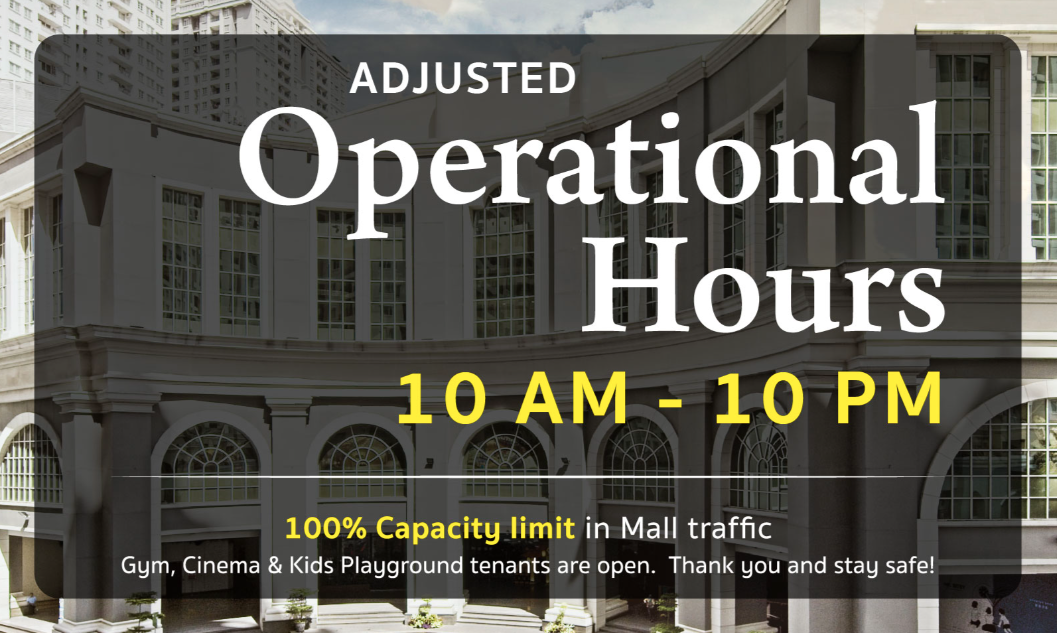 ADJUSTED
Operational
Hours
10 AM - 10 PM
100% Capacity limit in Mall traffic
Gym, Cinema & Kids Playground tenants are open. Thank you and stay safe!